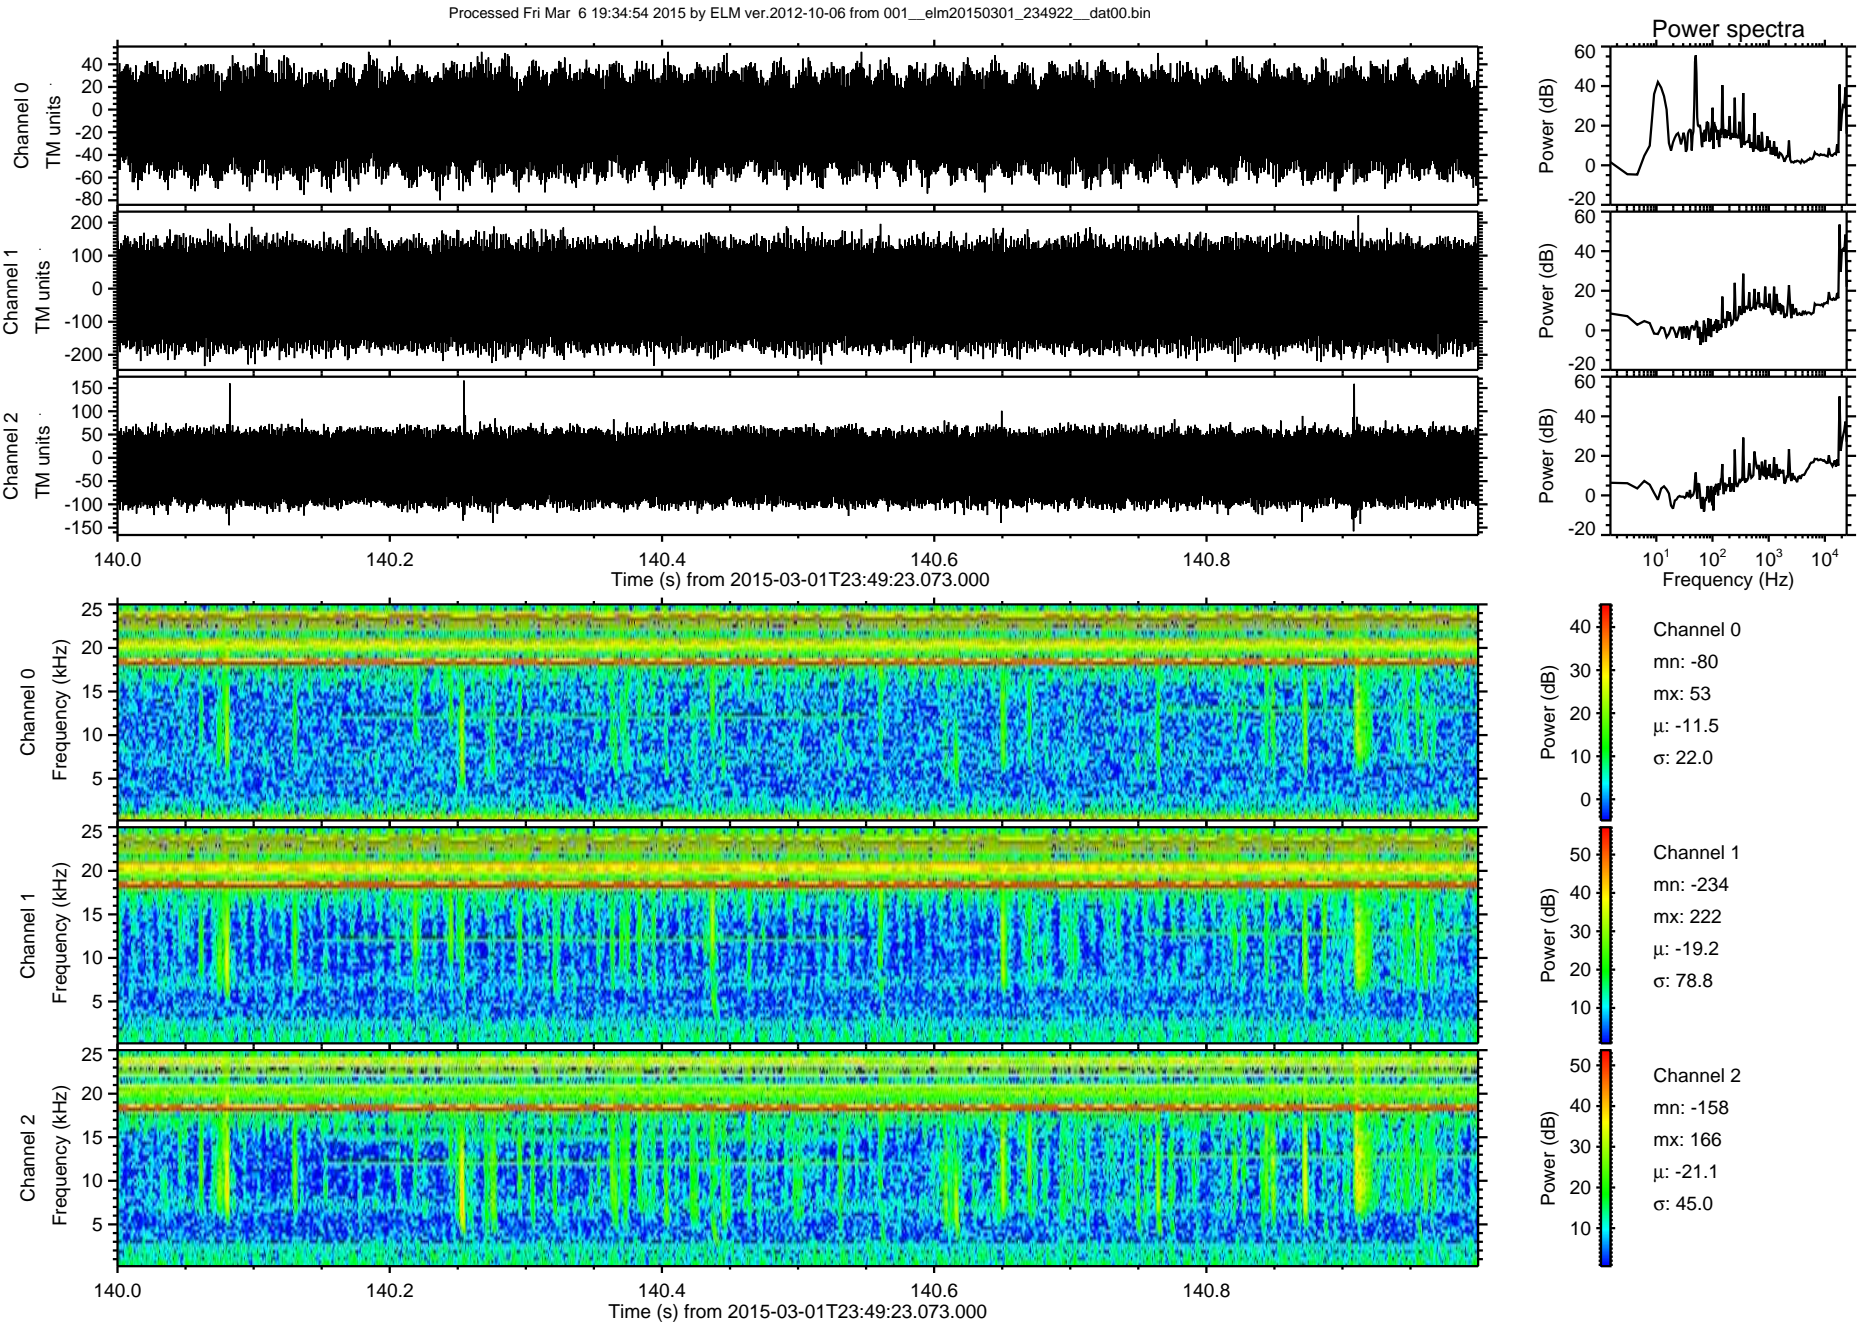 Processed Fri Mar  6 19:34:54 2015 by ELM ver.2012-10-06 from 001__elm20150301_234922__dat00.bin
Power spectra
Channel 0
TM units
40
20
0
-20
-40
-60
-80
Power (dB)
60
40
20
0
-20
Channel 1
TM units
200
100
0
-100
-200
Power (dB)
60
40
20
0
-20
Channel 2
TM units
150
100
50
0
-50
-100
-150
Power (dB)
60
40
20
0
-20
140.0 140.2 140.4 140.6 140.8
Time (s) from 2015-03-01T23:49:23.073.000
10^1 10^2 10^3 10^4
Frequency (Hz)
Channel 0
Frequency (kHz)
25
20
15
10
5
Power (dB)
40
30
20
10
0
Channel 0
mn: -80
mx: 53
μ: -11.5
σ: 22.0
Channel 1
Frequency (kHz)
25
20
15
10
5
Power (dB)
50
40
30
20
10
Channel 1
mn: -234
mx: 222
μ: -19.2
σ: 78.8
Channel 2
Frequency (kHz)
25
20
15
10
5
Power (dB)
50
40
30
20
10
Channel 2
mn: -158
mx: 166
μ: -21.1
σ: 45.0
140.0 140.2 140.4 140.6 140.8
Time (s) from 2015-03-01T23:49:23.073.000